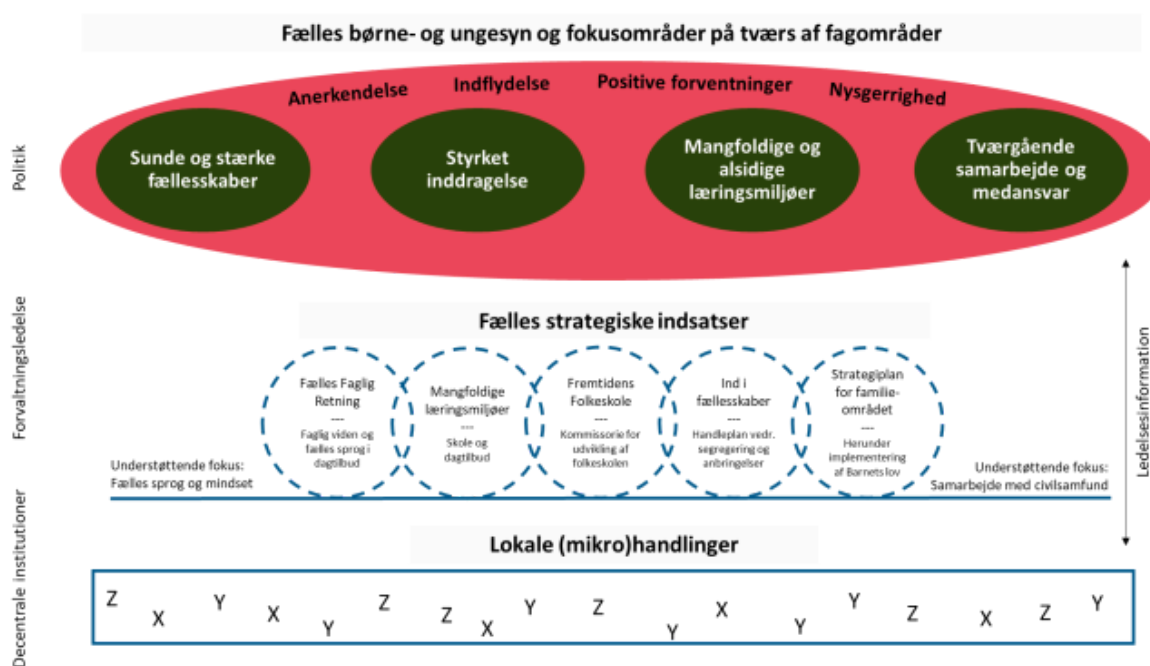 Fælles børne- og ungesyn og fokusområder på tværs af fagområder
Politik
Anerkendelse
Indflydelse
Positive forventninger
Nysgerrighed
Sunde og stærke
fællesskaber
Styrket
inddragelse
Mangfoldige og
alsidige
læringsmiljøer
Tværgående
samarbejde og
medansvar
Forvaltningsledelse
Fælles strategiske indsatser
Fælles Faglig
Retning
---
Faglig viden og
fælles sprog i
dagtilbud
Mangfoldige
læringsmiljøer
---
Skole og
dagtilbud
Fremtidens
Folkeskole
---
Kommissorie for
udvikling af
folkeskolen
Ind i
fællesskaber
---
Handleplan vedr.
segregering og
anbringelser
Strategiplan
for familie-
området
---
Herunder
implementering
af Barnets lov
Understøttende fokus:
Fælles sprog og mindset
Understøttende fokus:
Samarbejde med civilsamfund
Ledelsesinformation
Decentrale institutioner
Lokale (mikro)handlinger
Z X Y X Y Z Z X Y Z Y X Y Y Z X Z Y